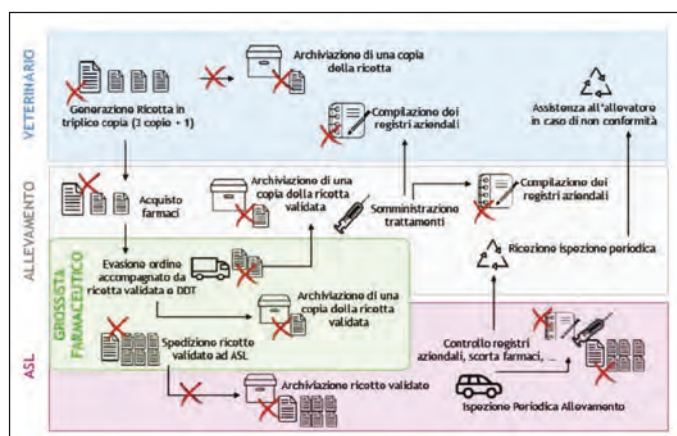 VETERINARIO
Generazione Ricetta in
triplice copia (3 copie + 1)
Archiviazione di una copia
della ricotta
Compilazione dei
registri aziendali
Assistenza all'allevatore
in caso di non conformità
ALLEVAMENTO
Acquisto
farmaci
Archiviazione di una
copia della ricetta
validata
Somministrazione
trattamenti
Compilazione dei
registri aziendali
Ricezione ispezione periodica
GROSSISTA
FARMACEUTICO
Evasione ordine
accompagnato da
ricetta validata o DDT
Archiviazione di una
copia della ricetta
validata
ASL
Spedizione ricette
validate ad ASL
Archiviazione ricette validate
Controllo registri
aziendali, scorta farmaci, ...
Ispezione Periodica Allevamento